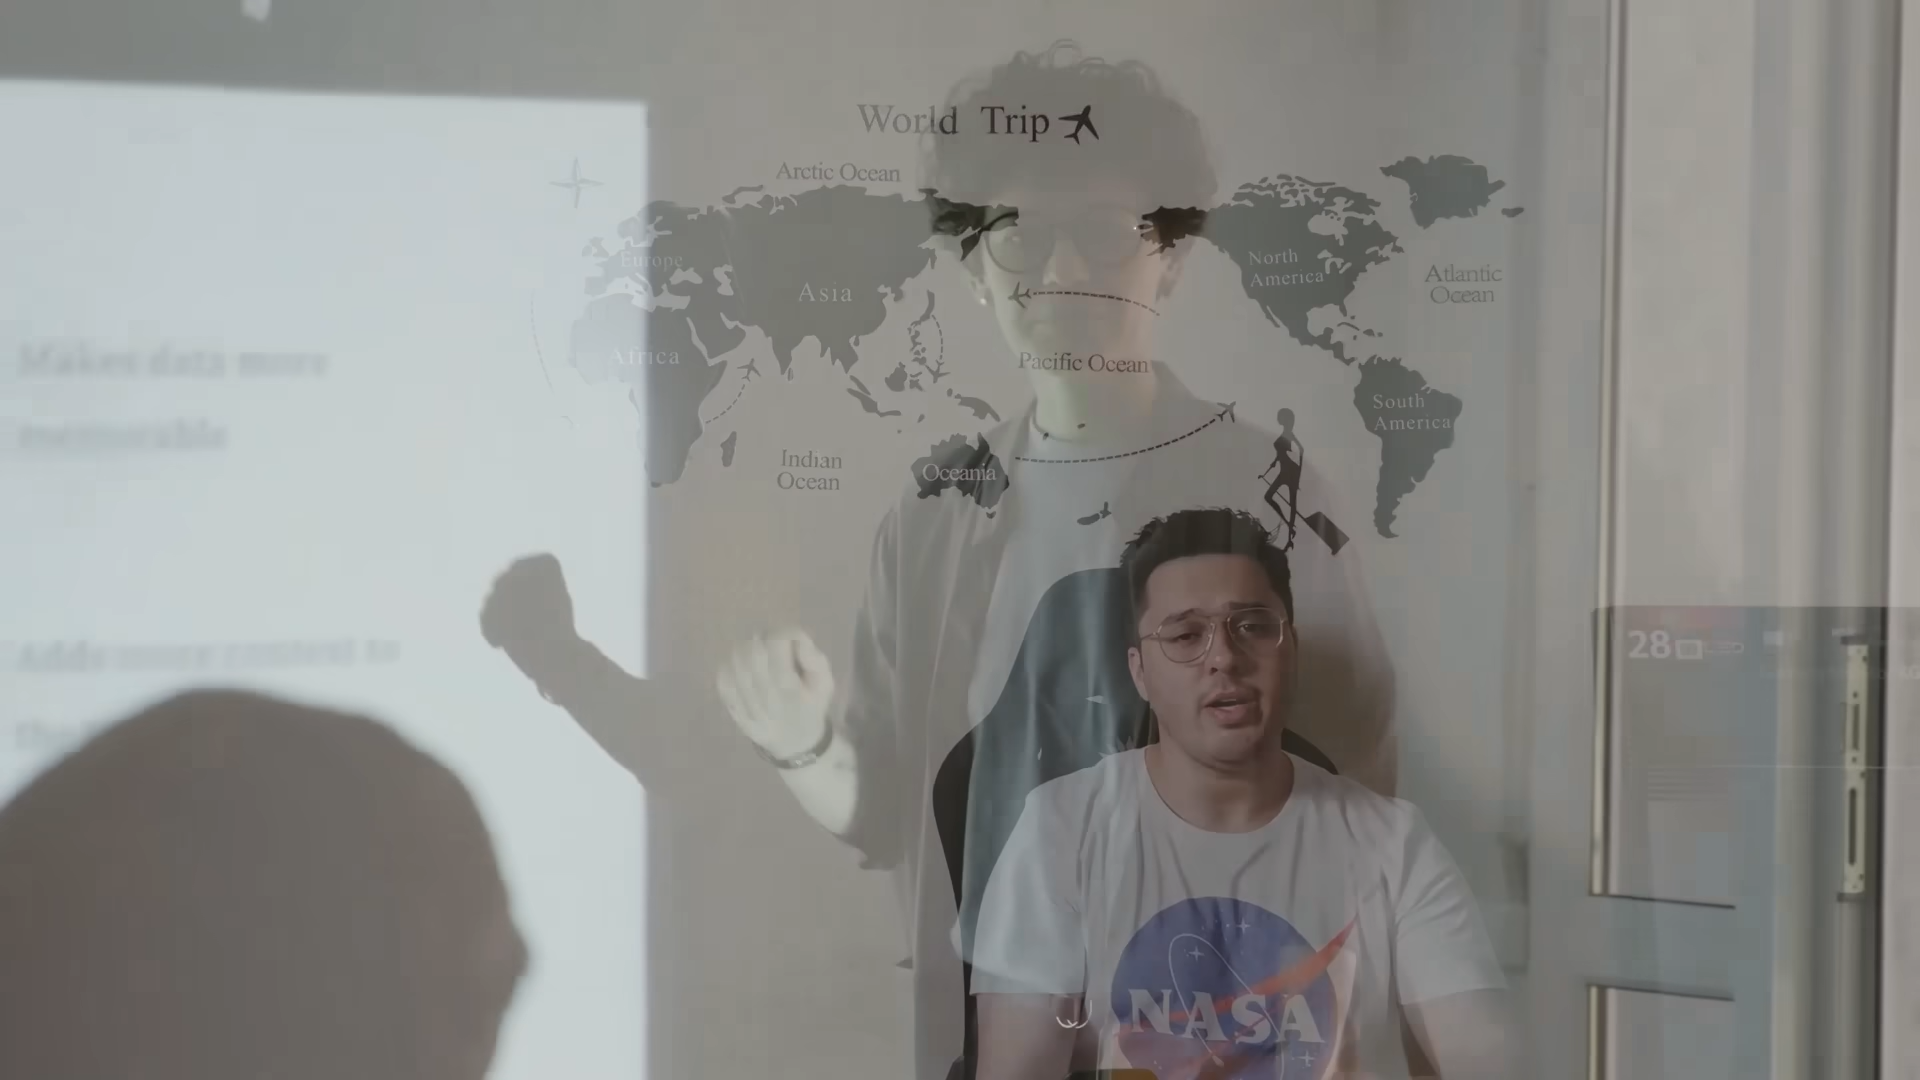 World Trip
Arctic Ocean
Europe
Asia
North
America
Atlantic
Ocean
Africa
Pacific Ocean
South
America
Indian
Ocean
Oceania
Makes data more
memorable
Adds more context to
28
NASA